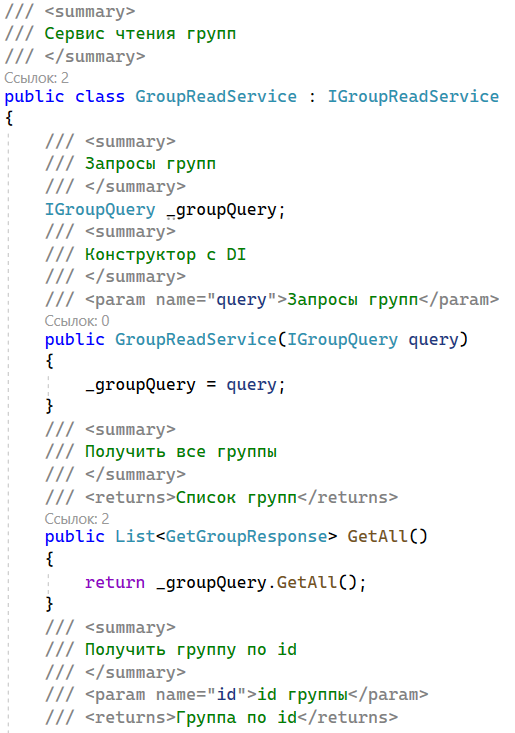 /// <summary>
/// Сервис чтения групп
/// </summary>
Ссылок: 2
public class GroupReadService : IGroupReadService
{
/// <summary>
/// Запросы групп
/// </summary>
IGroupQuery _groupQuery;
/// <summary>
/// Конструктор с DI
/// </summary>
/// <param name="query">Запросы групп</param>
Ссылок: 0
public GroupReadService(IGroupQuery query)
{
_groupQuery = query;
}
/// <summary>
/// Получить все группы
/// </summary>
/// <returns>Список групп</returns>
Ссылок: 2
public List<GetGroupResponse> GetAll()
{
return _groupQuery.GetAll();
}
/// <summary>
/// Получить группу по id
/// </summary>
/// <param name="id">id группы</param>
/// <returns>Группа по id</returns>